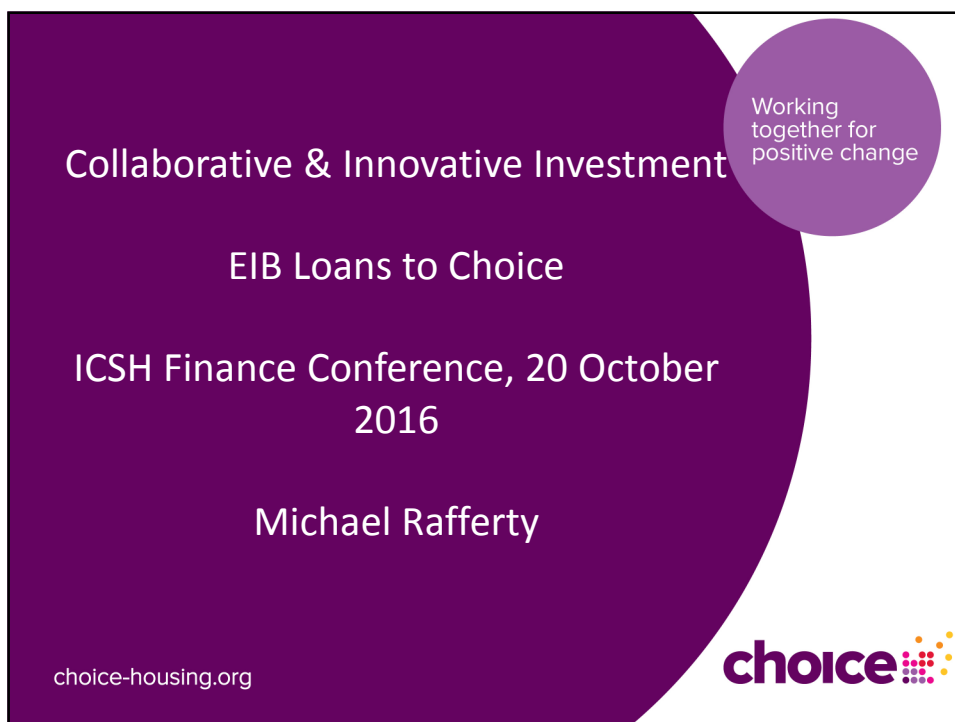 Working
together for
positive change
Collaborative & Innovative Investment
EIB Loans to Choice
ICSH Finance Conference, 20 October
2016
Michael Rafferty
choice-housing.org
choice